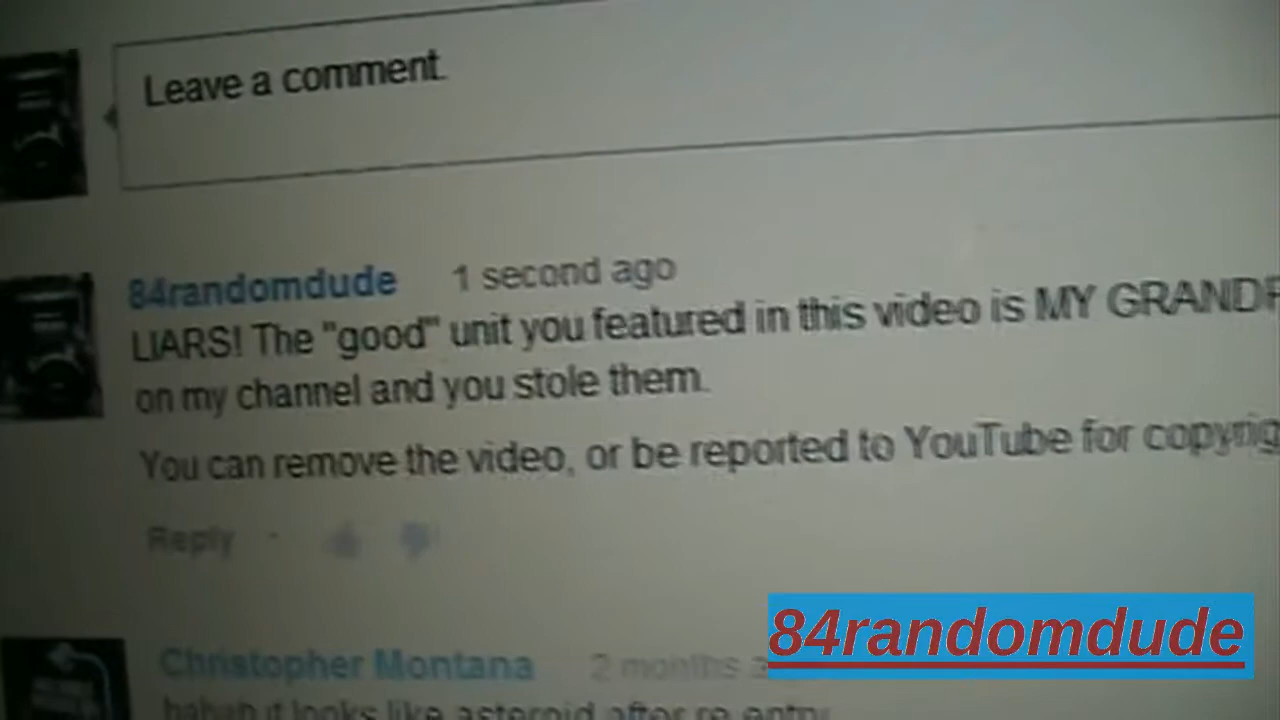 Leave a comment.
84randomdude 1 second ago
LIARS! The "good" unit you featured in this video is MY GRANDF
on my channel and you stole them.
You can remove the video, or be reported to YouTube for copyrig
Reply ·
84randomdude
Christopher Montana 2 months a
hahah it looks like asteroid after re entry